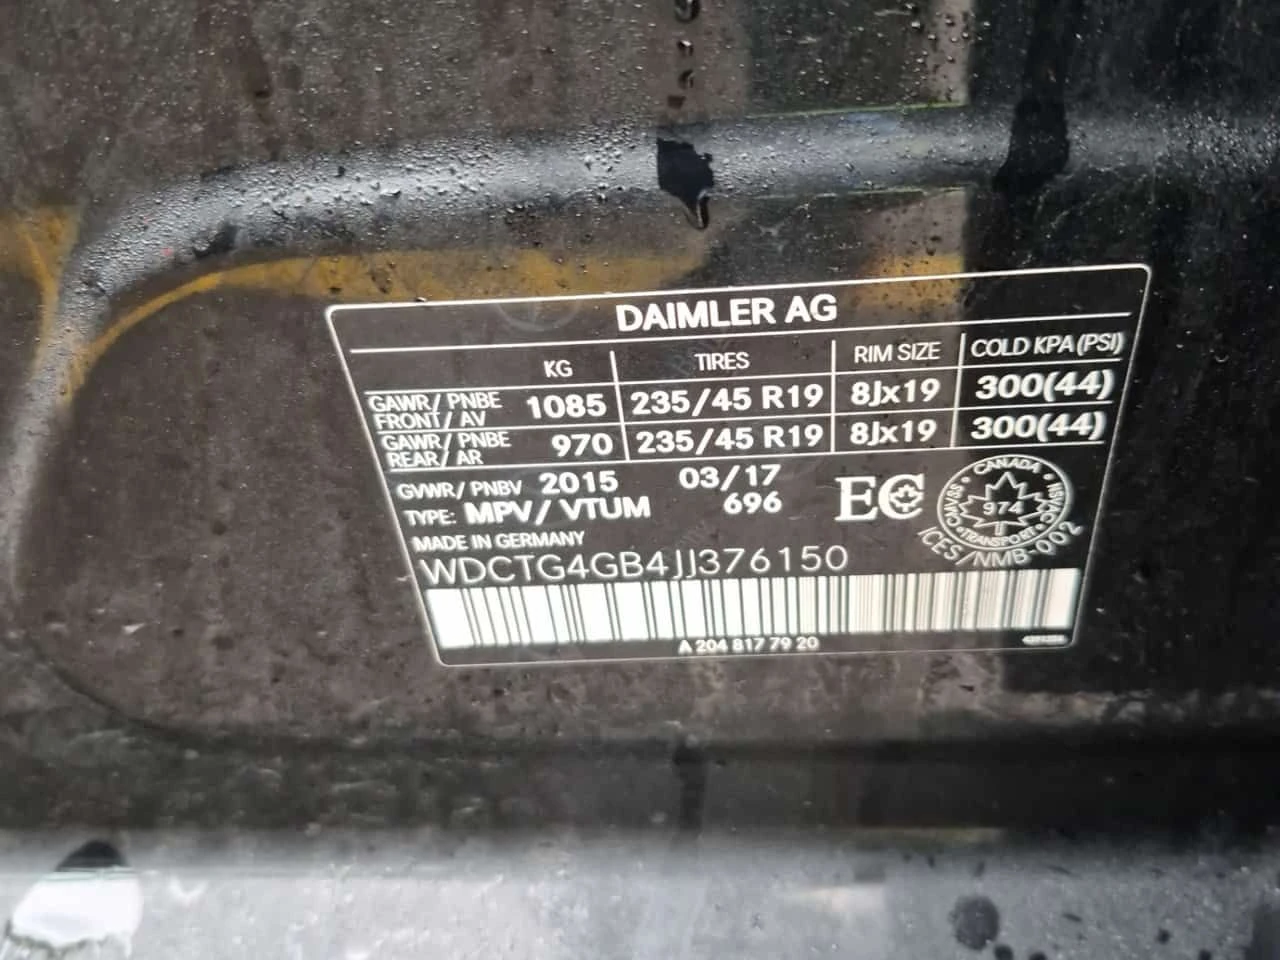 DAIMLER AG
KG TIRES RIM SIZE COLD KPA (PSI)
GAWR/ PNBE FRONT/ AV 1085 235/45 R19 8Jx19 300(44)
GAWR/ PNBE REAR/ AR 970 235/45 R19 8Jx19 300(44)
GVWR/ PNBV 2015 03/17
TYPE: MPV/ VTUM 696
EC
CANADA
CMVSS 974 NSVAC
TRANSPORT
ICES/NMB-002
MADE IN GERMANY
WDCTG4GB4JJ376150
A 204 817 79 20